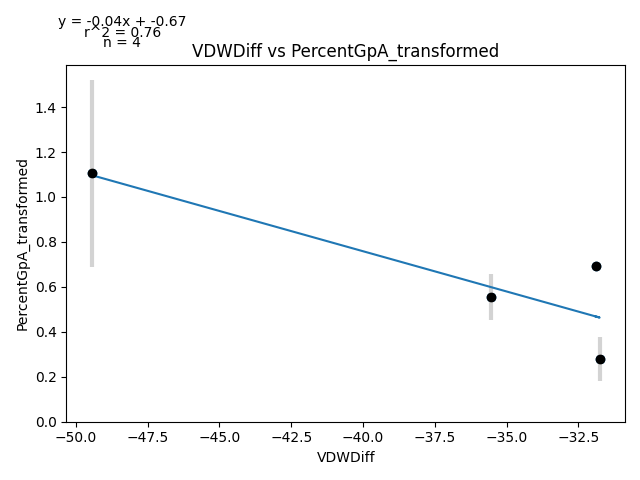 y = -0.04x + -0.67
r^2 = 0.76
n = 4
VDWDiff vs PercentGpA_transformed
PercentGpA_transformed
1.4
1.2
1.0
0.8
0.6
0.4
0.2
0.0
−50.0 −47.5 −45.0 −42.5 −40.0 −37.5 −35.0 −32.5
VDWDiff